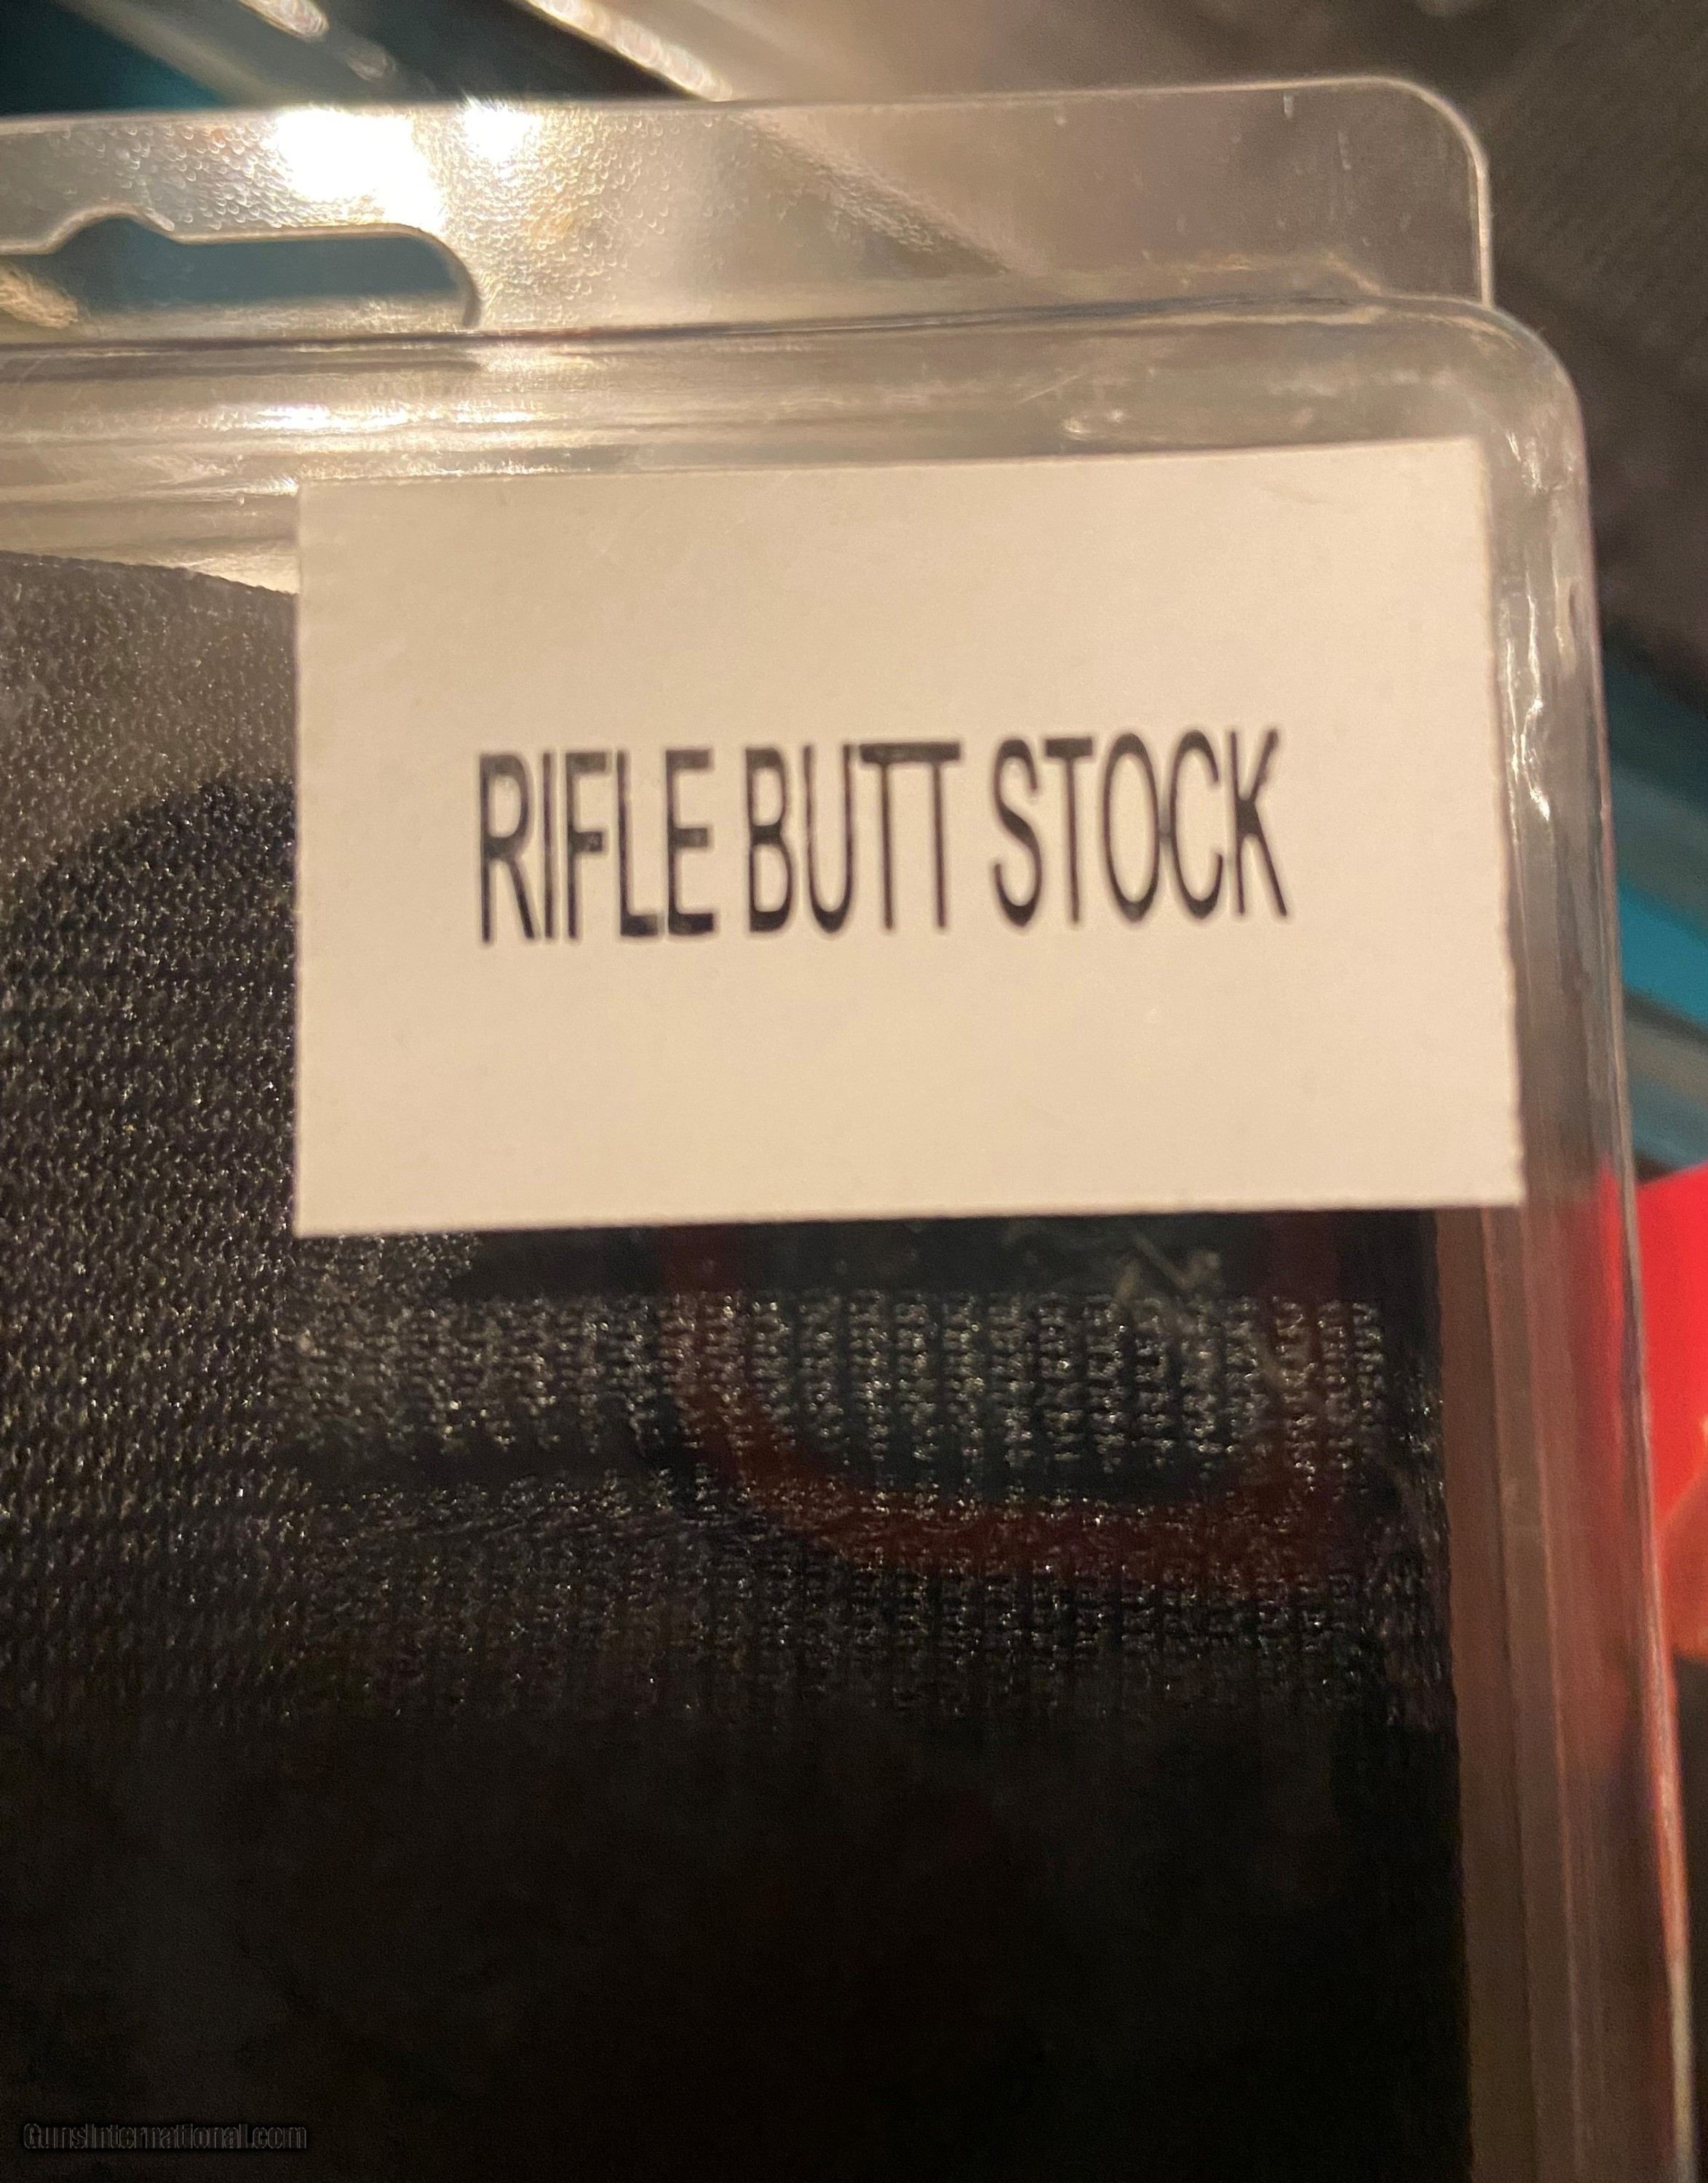 RIFLE BUTT STOCK
GunsInternational.com